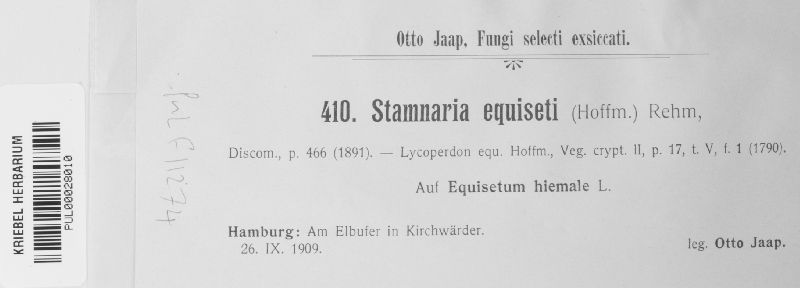 Otto Jaap, Fungi selecti exsiccati.
410. Stamnaria equiseti (Hoffm.) Rehm,
Discom., p. 466 (1891). — Lycoperdon equ. Hoffm., Veg. crypt. II, p. 17, t. V, f. 1 (1790).
Auf Equisetum hiemale L.
Hamburg: Am Elbufer in Kirchwärder.
26. IX. 1909.
leg. Otto Jaap.
KRIEBEL HERBARIUM
PUL00028010
PUL F11274